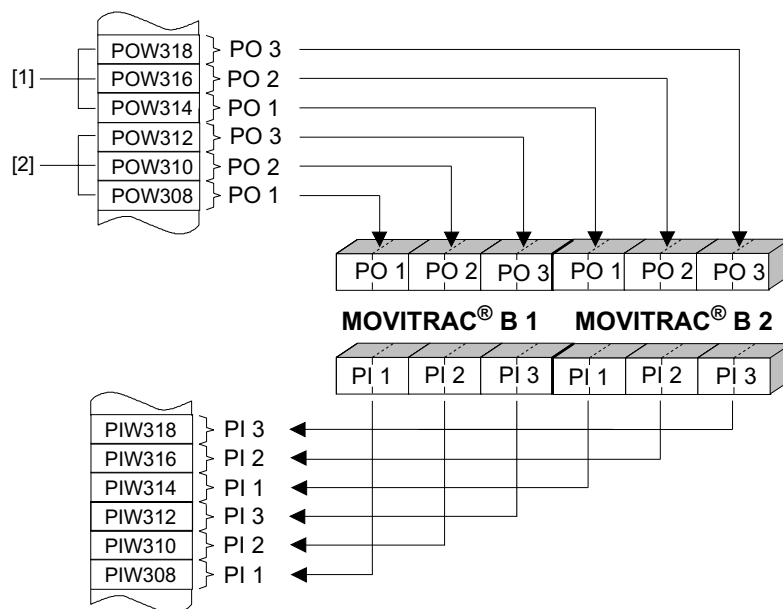 POW318 PO 3
[1] POW316 PO 2
POW314 PO 1
POW312 PO 3
[2] POW310 PO 2
POW308 PO 1
PO 1 PO 2 PO 3 PO 1 PO 2 PO 3
MOVITRAC® B 1 MOVITRAC® B 2
PI 1 PI 2 PI 3 PI 1 PI 2 PI 3
PIW318 PI 3
PIW316 PI 2
PIW314 PI 1
PIW312 PI 3
PIW310 PI 2
PIW308 PI 1